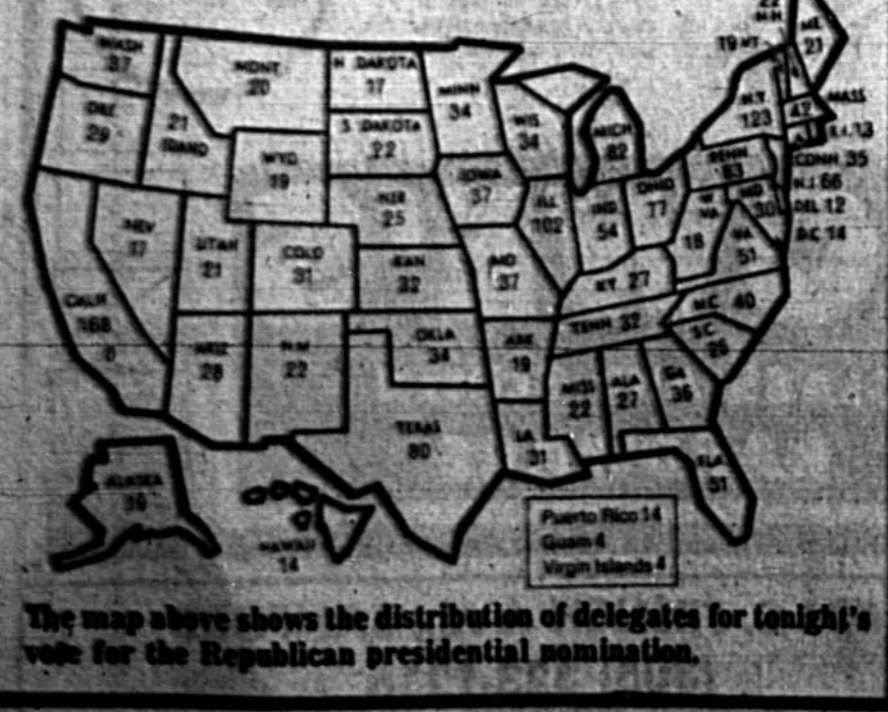 22
N.H.
ME
21
19 VT
WASH
37
MONT
20
N DAKOTA
17
MINN
34
N.Y.
123
MASS
42
R.I. 13
ORE
29
21
IDAHO
S DAKOTA
22
WIS
34
MICH
82
CONN 35
WYO
19
IOWA
37
PENN
83
N.J. 66
NEB
25
ILL
102
IND
54
OHIO
77
W
VA
18
MD
30
DEL 12
D.C 14
NEV
17
UTAH
21
COLO
31
KAN
32
MO
37
KY. 27
VA
51
CALIF
168
TENN 32
N.C. 40
ARIZ
28
N.M
22
OKLA
34
ARK
19
S.C.
25
MISS
22
ALA
27
GA
36
TEXAS
80
LA
31
FLA
51
ALASKA
HAWAII
14
Puerto Rico 14
Guam 4
Virgin Islands 4
The map above shows the distribution of delegates for tonight's
vote for the Republican presidential nomination.